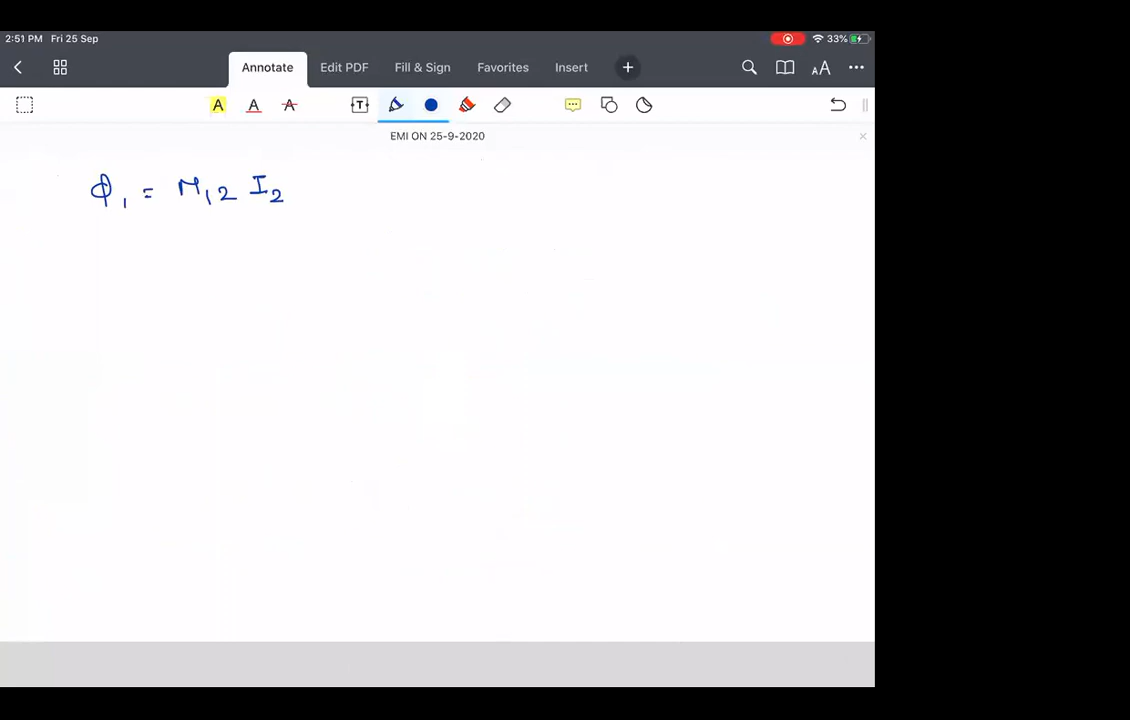 2:51 PM Fri 25 Sep 33%
Annotate Edit PDF Fill & Sign Favorites Insert
A A A T AA
EMI ON 25-9-2020
Φ₁ = M₁₂ I₂